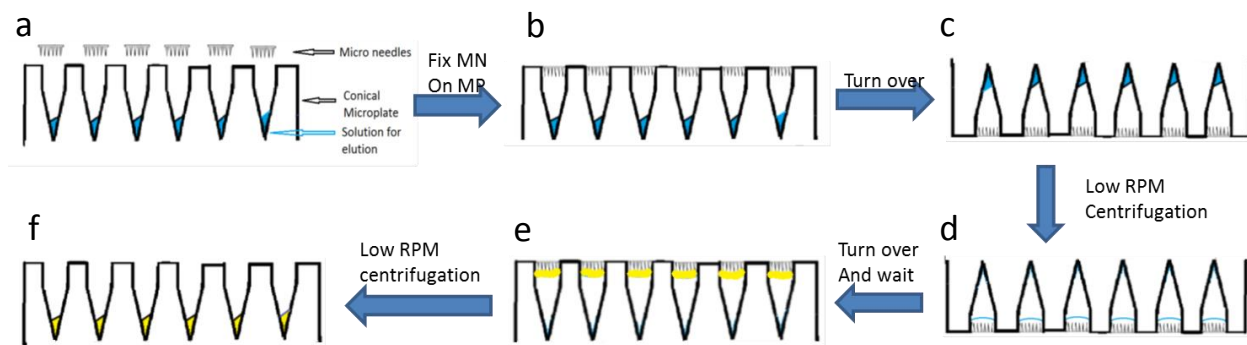 a
Micro needles
Conical
Microplate
Solution for
elution
Fix MN
On MP
b
Turn over
c
Low RPM
Centrifugation
d
Turn over
And wait
e
Low RPM
centrifugation
f